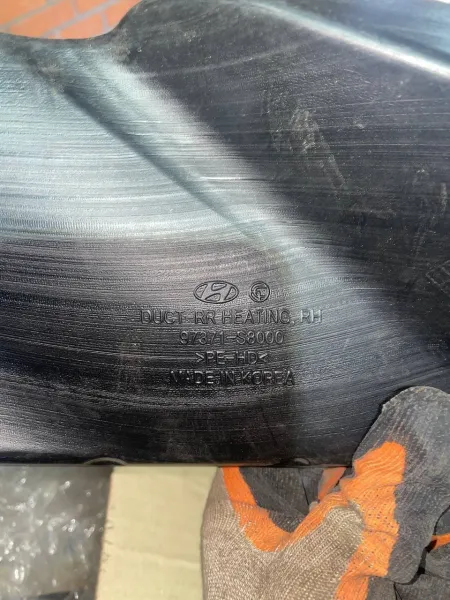 DUCT-RR HEATING, RH
97371-S8000
>PE-HD<
MADE IN KOREA